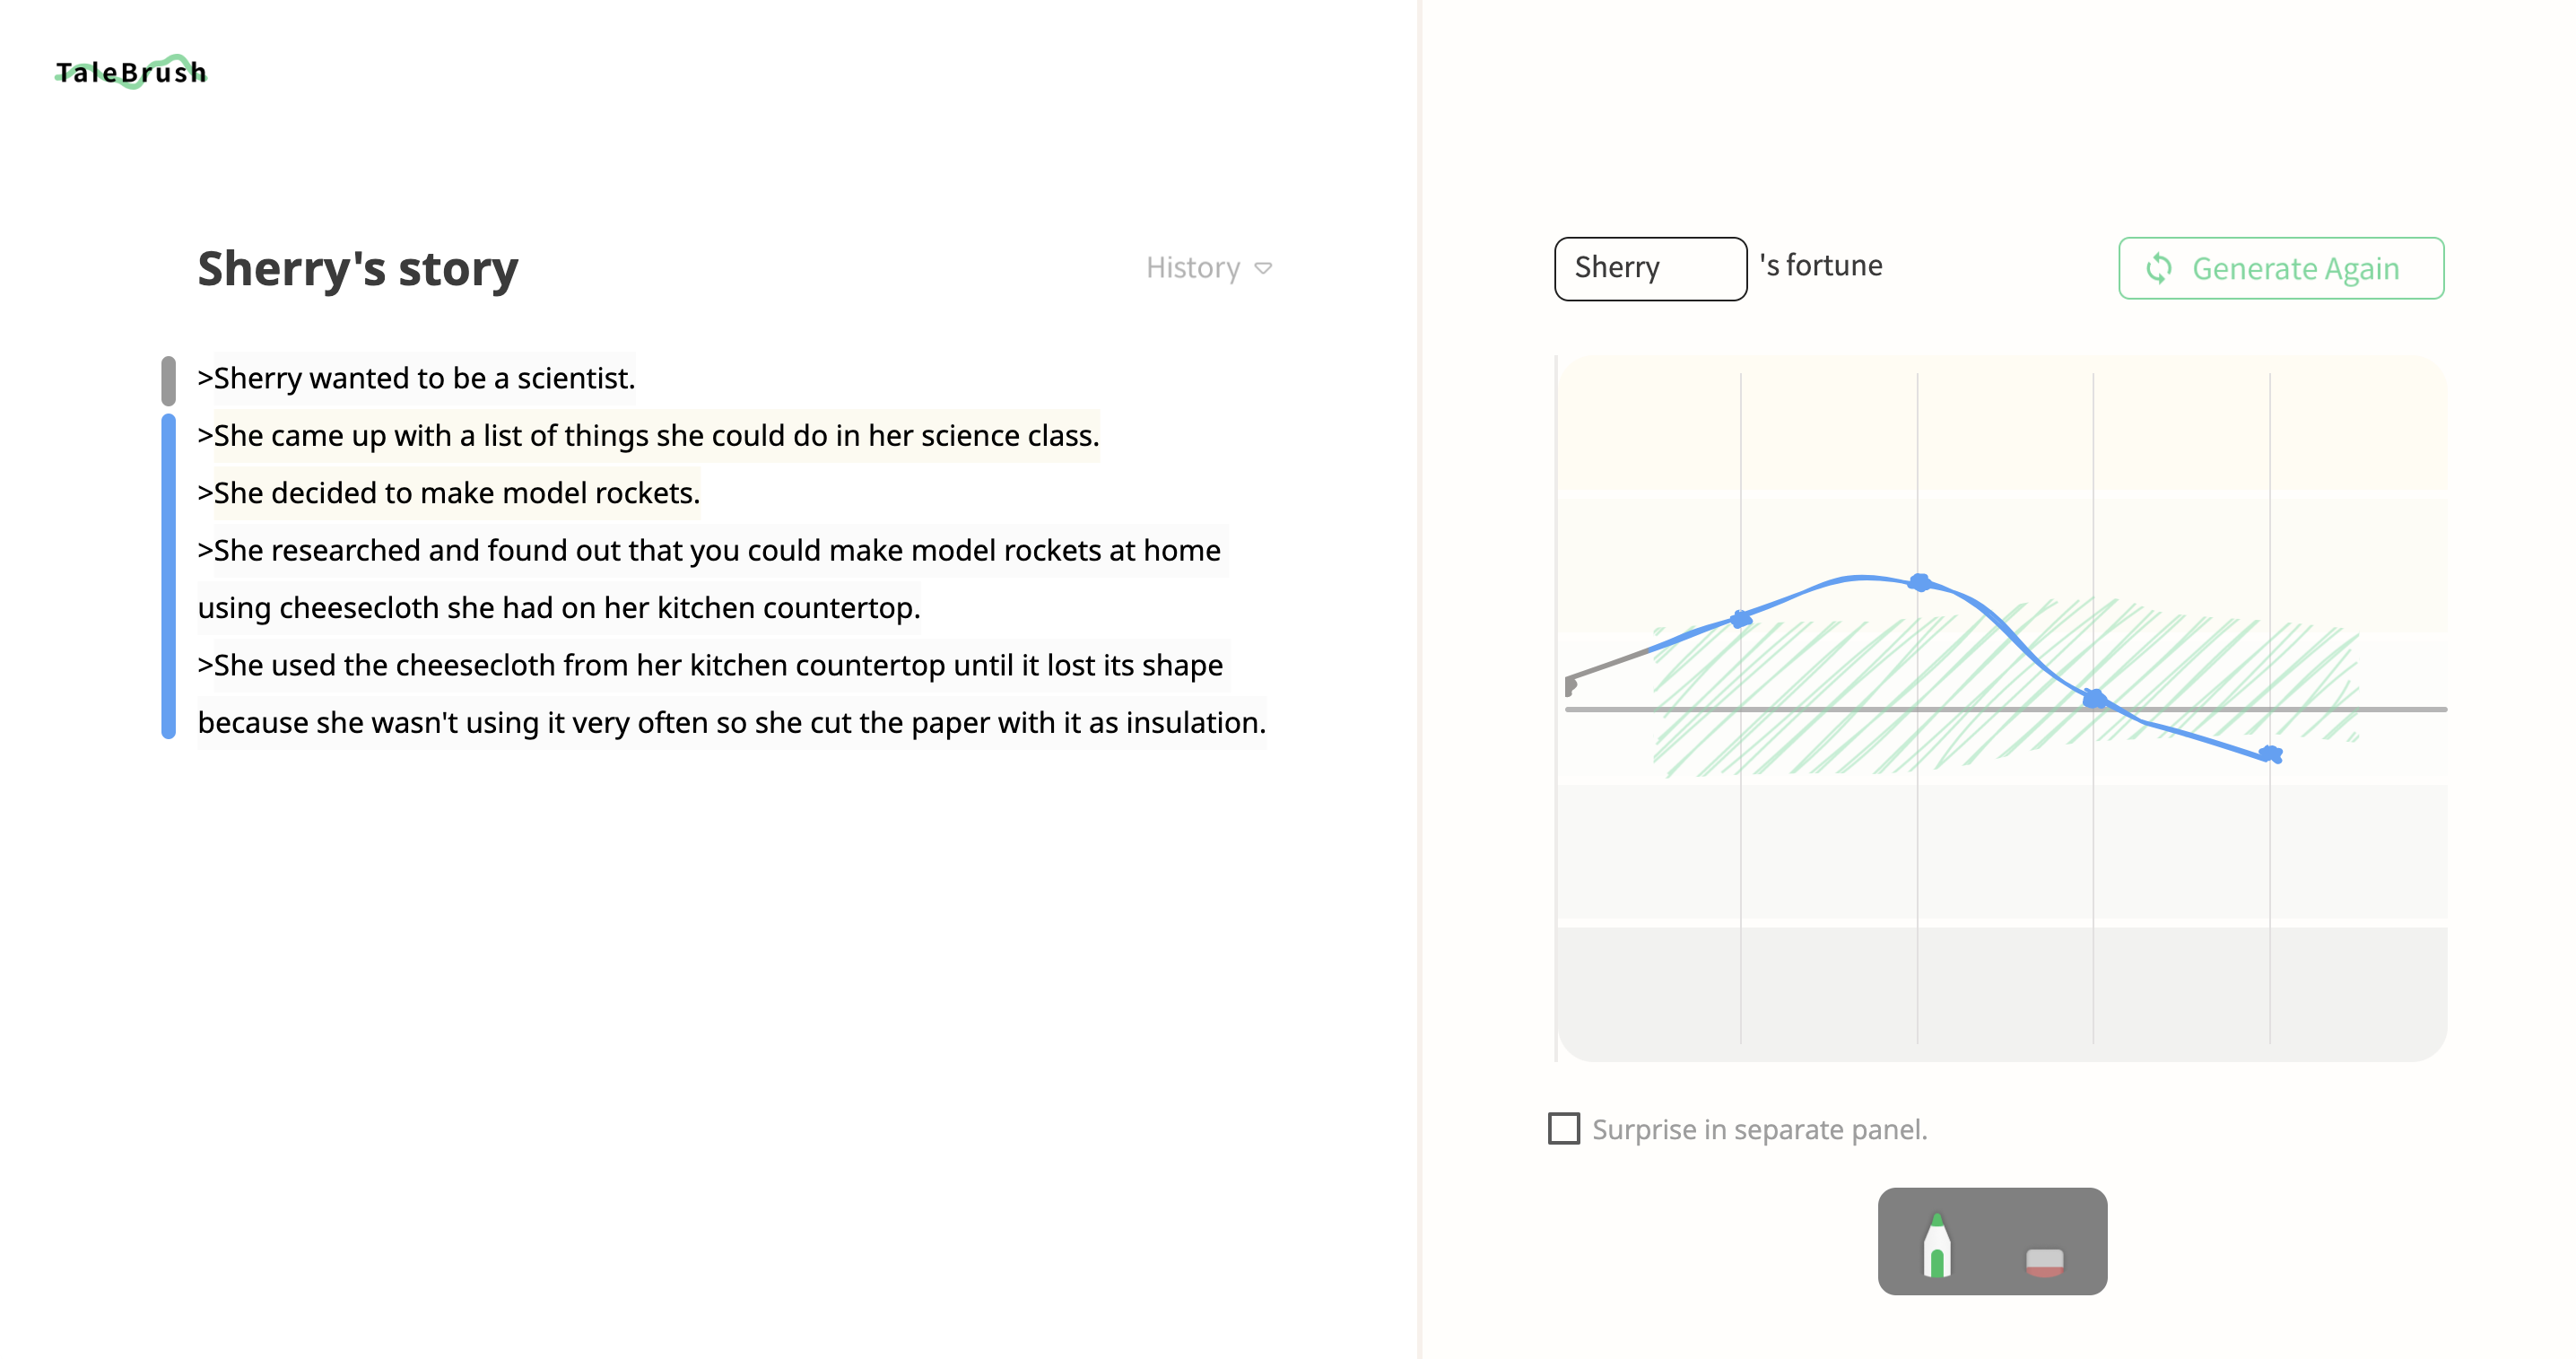 TaleBrush
Sherry's story
History
>Sherry wanted to be a scientist.
>She came up with a list of things she could do in her science class.
>She decided to make model rockets.
>She researched and found out that you could make model rockets at home
using cheesecloth she had on her kitchen countertop.
>She used the cheesecloth from her kitchen countertop until it lost its shape
because she wasn't using it very often so she cut the paper with it as insulation.
Sherry 's fortune
Generate Again
Surprise in separate panel.